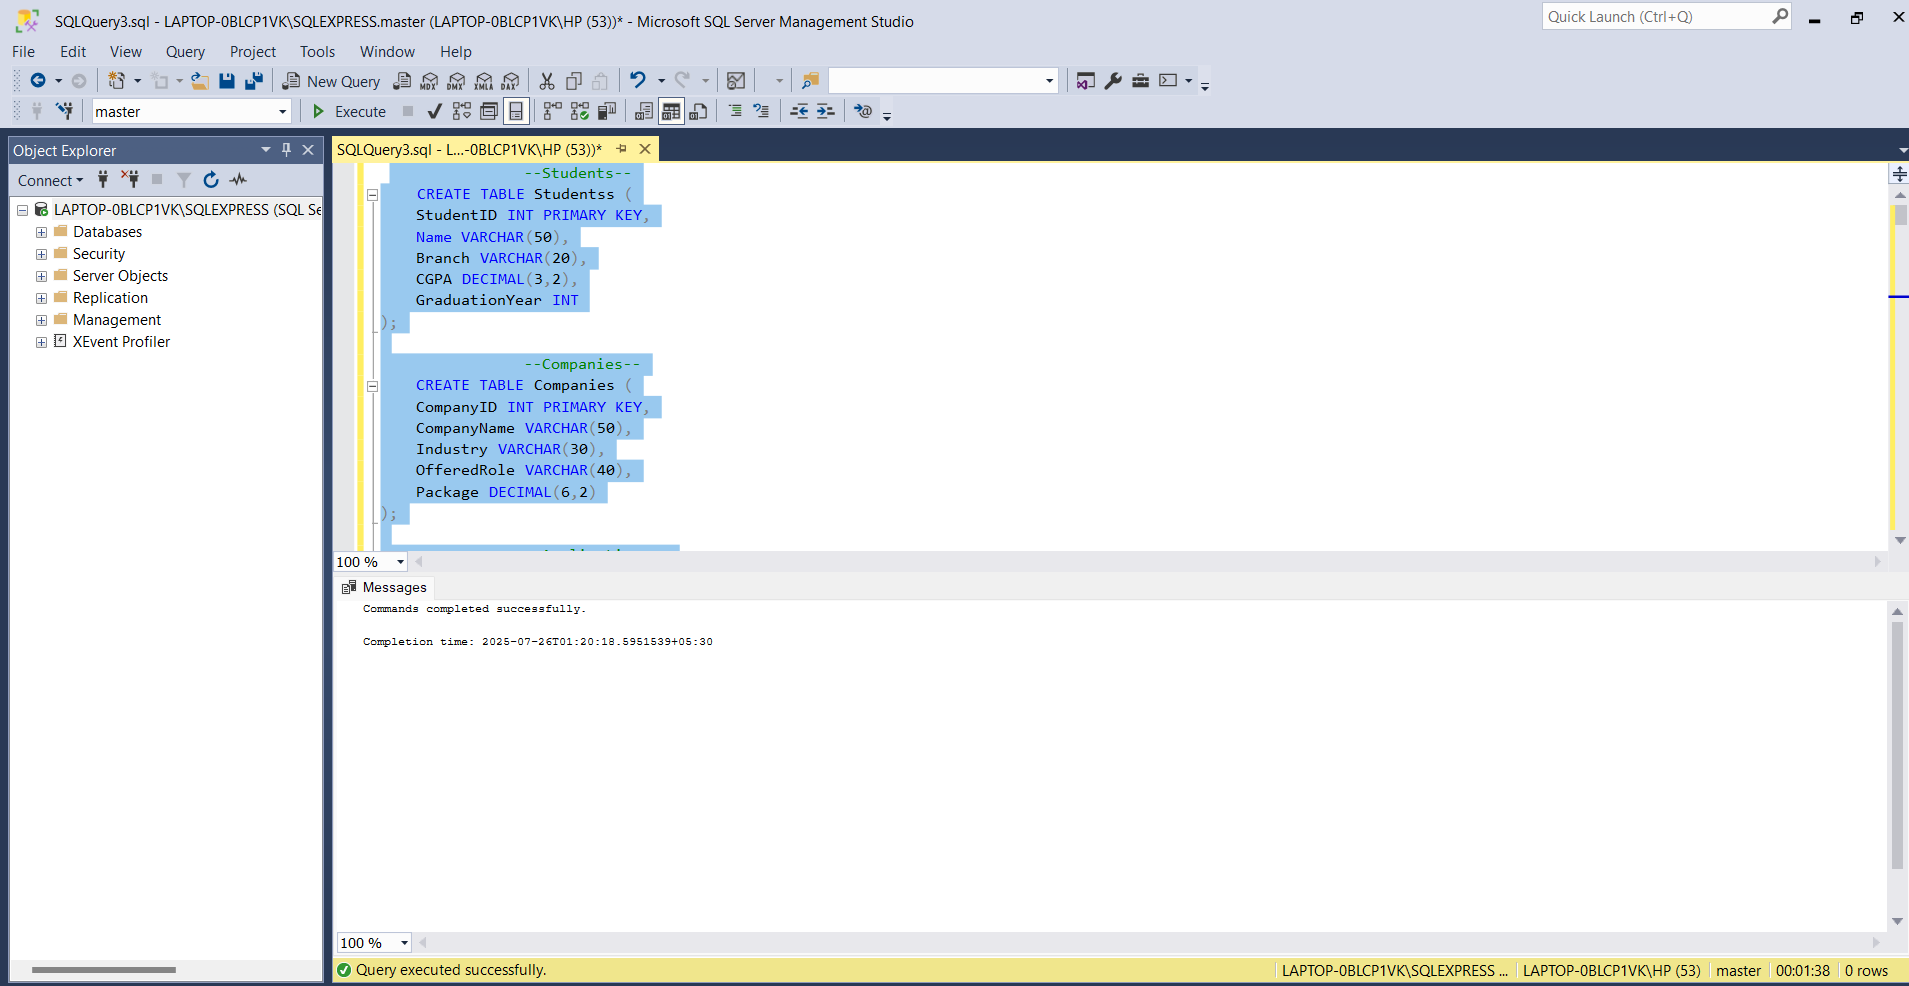 SQLQuery3.sql - LAPTOP-0BLCP1VK\SQLEXPRESS.master (LAPTOP-0BLCP1VK\HP (53))* - Microsoft SQL Server Management Studio
Quick Launch (Ctrl+Q)
File Edit View Query Project Tools Window Help
New Query MDX DMX XMLA DAX
master Execute
Object Explorer
Connect
LAPTOP-0BLCP1VK\SQLEXPRESS (SQL Se
Databases
Security
Server Objects
Replication
Management
XEvent Profiler
SQLQuery3.sql - L...-0BLCP1VK\HP (53))*
--Students--
CREATE TABLE Studentss (
StudentID INT PRIMARY KEY,
Name VARCHAR(50),
Branch VARCHAR(20),
CGPA DECIMAL(3,2),
GraduationYear INT
);
--Companies--
CREATE TABLE Companies (
CompanyID INT PRIMARY KEY,
CompanyName VARCHAR(50),
Industry VARCHAR(30),
OfferedRole VARCHAR(40),
Package DECIMAL(6,2)
);
100 %
Messages
Commands completed successfully.
Completion time: 2025-07-26T01:20:18.5951539+05:30
100 %
Query executed successfully. LAPTOP-0BLCP1VK\SQLEXPRESS ... LAPTOP-0BLCP1VK\HP (53) master 00:01:38 0 rows